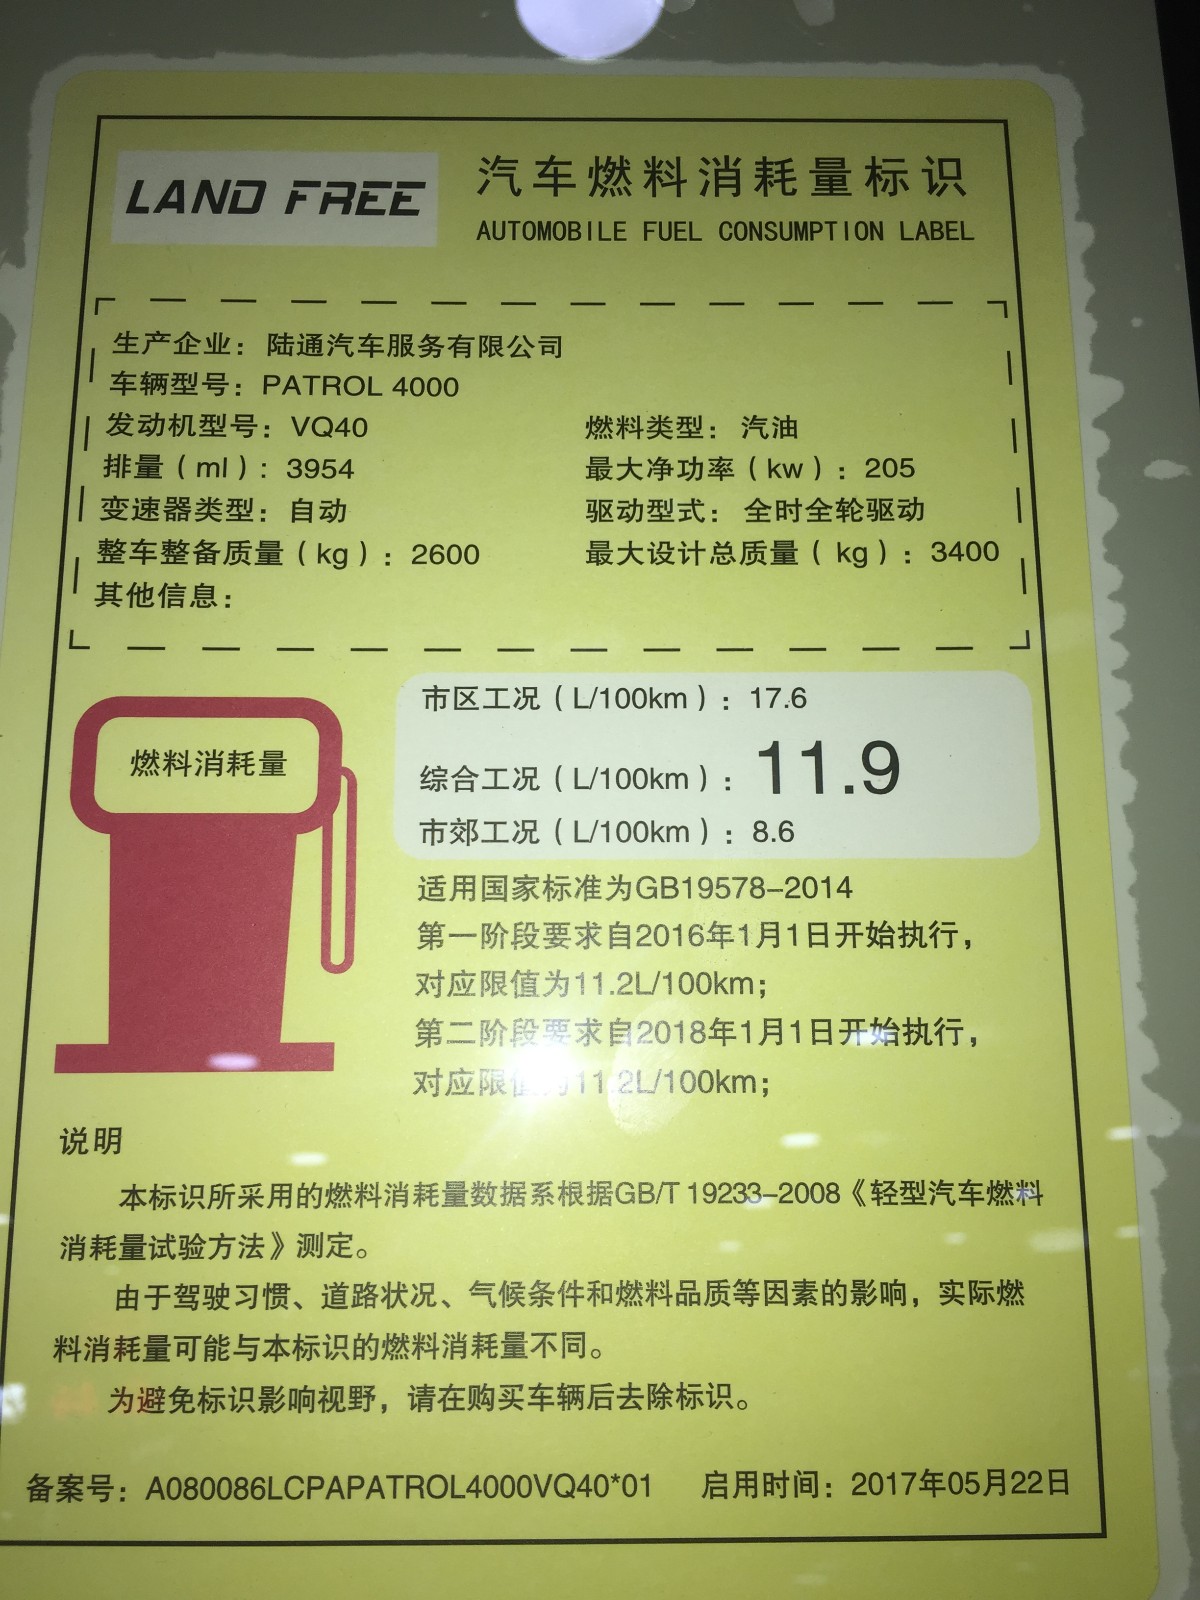 LAND FREE
汽车燃料消耗量标识
AUTOMOBILE FUEL CONSUMPTION LABEL
生产企业：陆通汽车服务有限公司
车辆型号：PATROL 4000
发动机型号：VQ40 燃料类型：汽油
排量（ml）：3954 最大净功率（kw）：205
变速器类型：自动 驱动型式：全时全轮驱动
整车整备质量（kg）：2600 最大设计总质量（kg）：3400
其他信息：
燃料消耗量
市区工况（L/100km）：17.6
综合工况（L/100km）：11.9
市郊工况（L/100km）：8.6
适用国家标准为GB19578-2014
第一阶段要求自2016年1月1日开始执行，
对应限值为11.2L/100km；
第二阶段要求自2018年1月1日开始执行，
对应限值为11.2L/100km；
说明
本标识所采用的燃料消耗量数据系根据GB/T 19233-2008《轻型汽车燃料
消耗量试验方法》测定。
由于驾驶习惯、道路状况、气候条件和燃料品质等因素的影响，实际燃
料消耗量可能与本标识的燃料消耗量不同。
为避免标识影响视野，请在购买车辆后去除标识。
备案号：A080086LCPAPATROL4000VQ40*01 启用时间：2017年05月22日